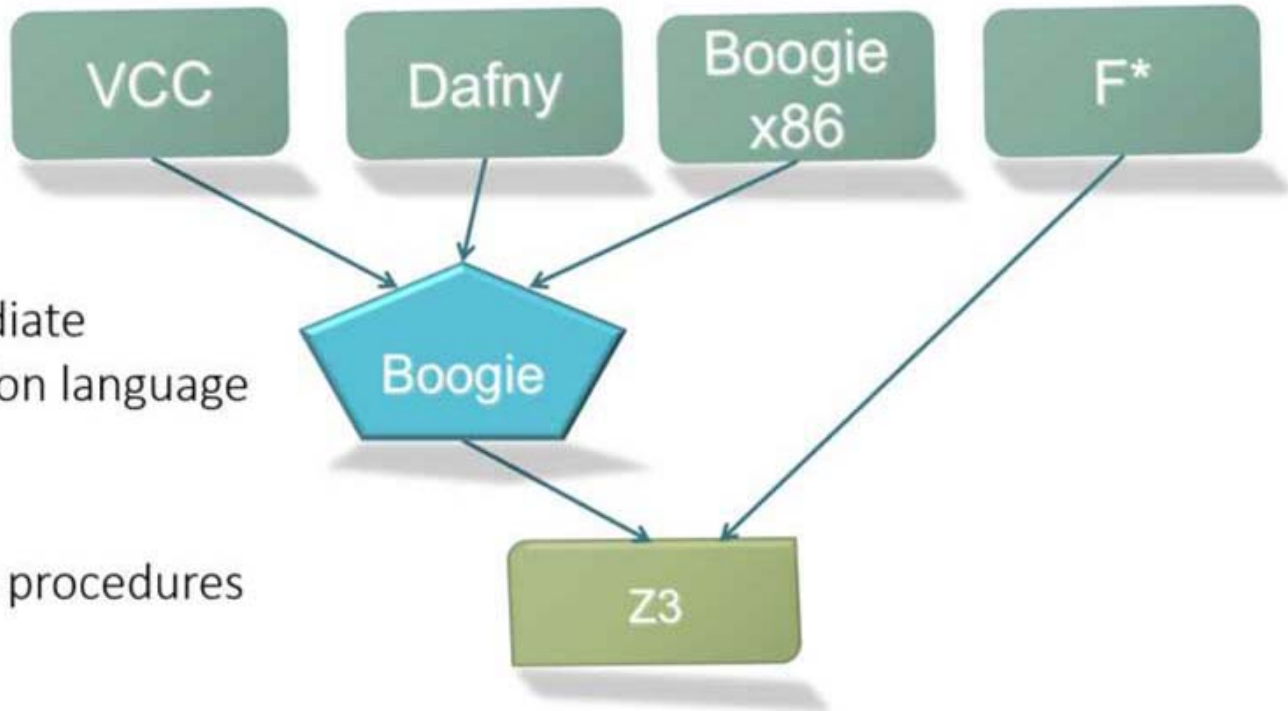 VCC
Dafny
Boogie
x86
F*
diate
on language
Boogie
procedures
Z3